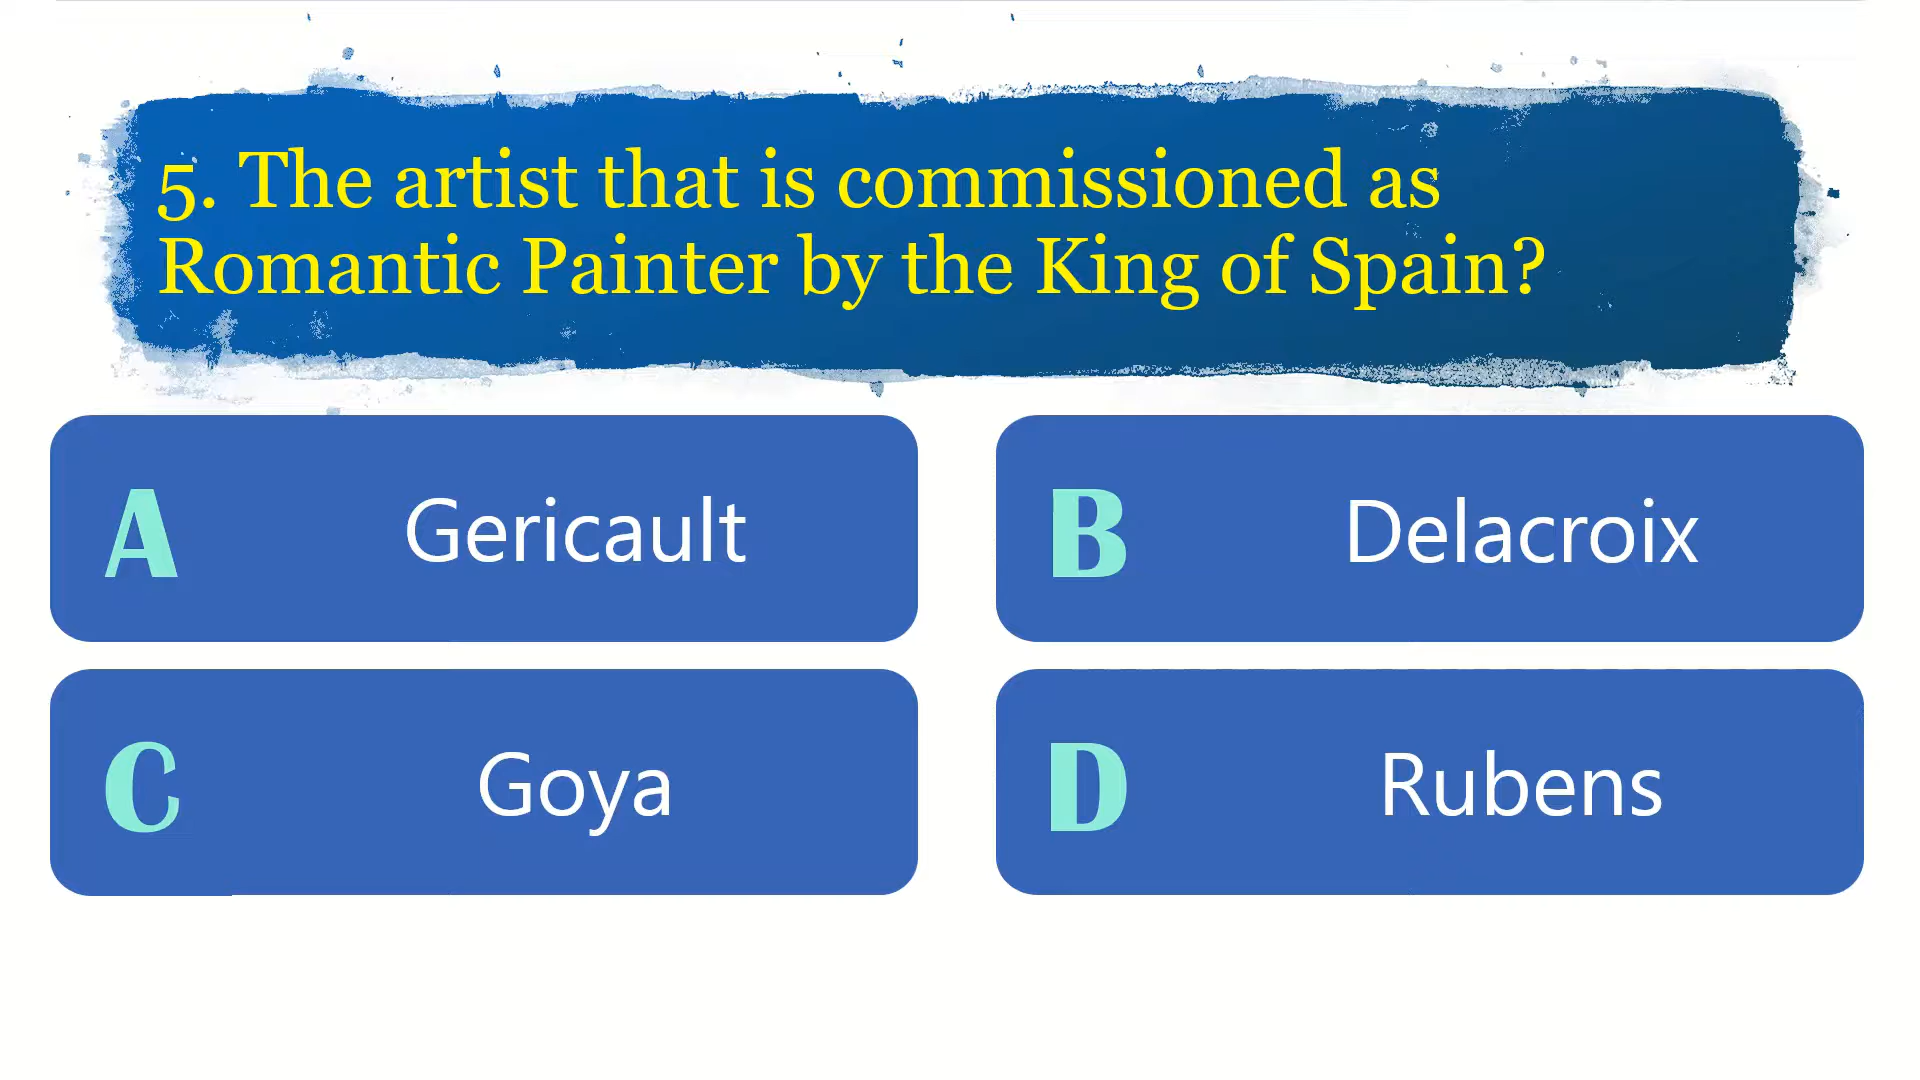 5. The artist that is commissioned as
Romantic Painter by the King of Spain?
A Gericault
B Delacroix
C Goya
D Rubens